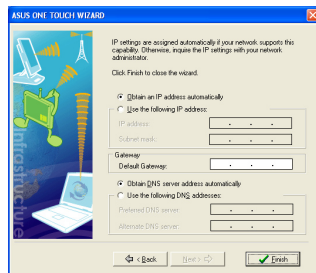 ASUS ONE TOUCH WIZARD
IP settings are assigned automatically if your network supports this
capability. Otherwise, inquire the IP settings with your network
administrator.
Click Finish to close the wizard.
Obtain an IP address automatically
Use the following IP address:
IP address:
Subnet mask:
Gateway
Default Gateway:
Obtain DNS server address automatically
Use the following DNS addresses:
Preferred DNS server:
Alternate DNS server:
< Back
Next >
Finish
Infrastructure